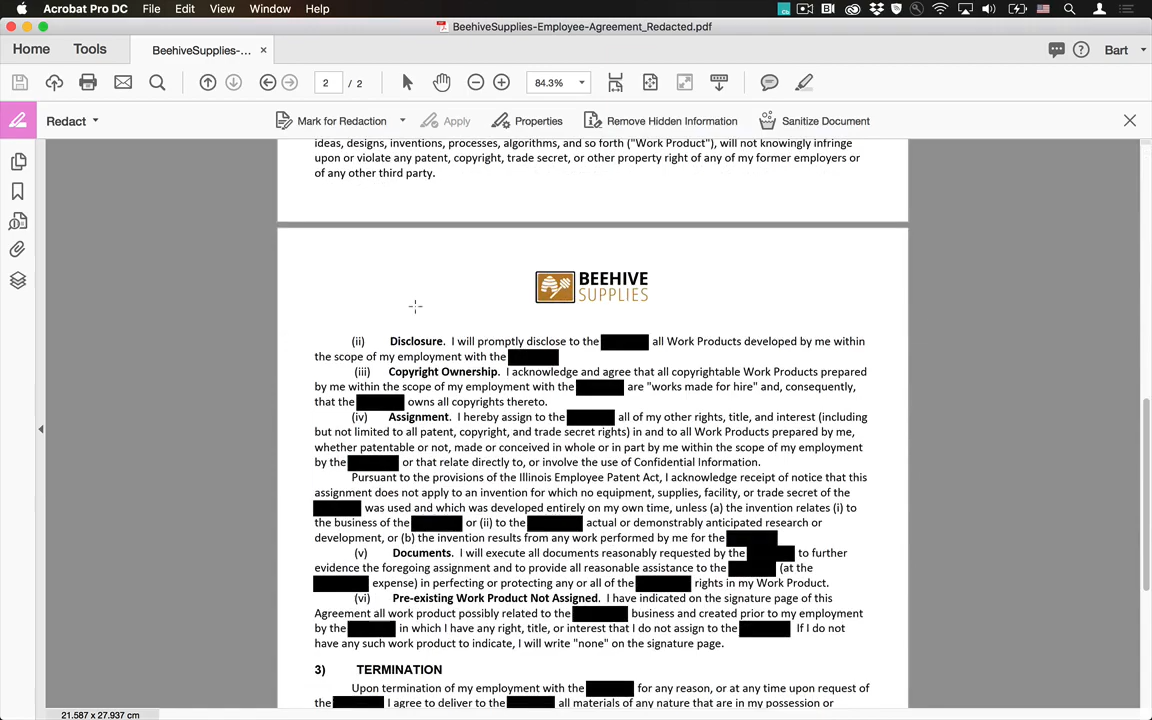 Acrobat Pro DC File Edit View Window Help
BeehiveSupplies-Employee-Agreement_Redacted.pdf
Home Tools BeehiveSupplies-... × Bart
2 / 2 84.3%
Redact Mark for Redaction Apply Properties Remove Hidden Information Sanitize Document
ideas, designs, inventions, processes, algorithms, and so forth ("Work Product"), will not knowingly infringe
upon or violate any patent, copyright, trade secret, or other property right of any of my former employers or
of any other third party.
BEEHIVE
SUPPLIES
(ii) Disclosure. I will promptly disclose to the all Work Products developed by me within
the scope of my employment with the
(iii) Copyright Ownership. I acknowledge and agree that all copyrightable Work Products prepared
by me within the scope of my employment with the are "works made for hire" and, consequently,
that the owns all copyrights thereto.
(iv) Assignment. I hereby assign to the all of my other rights, title, and interest (including
but not limited to all patent, copyright, and trade secret rights) in and to all Work Products prepared by me,
whether patentable or not, made or conceived in whole or in part by me within the scope of my employment
by the or that relate directly to, or involve the use of Confidential Information.
Pursuant to the provisions of the Illinois Employee Patent Act, I acknowledge receipt of notice that this
assignment does not apply to an invention for which no equipment, supplies, facility, or trade secret of the
was used and which was developed entirely on my own time, unless (a) the invention relates (i) to
the business of the or (ii) to the actual or demonstrably anticipated research or
development, or (b) the invention results from any work performed by me for the
(v) Documents. I will execute all documents reasonably requested by the to further
evidence the foregoing assignment and to provide all reasonable assistance to the (at the
expense) in perfecting or protecting any or all of the rights in my Work Product.
(vi) Pre-existing Work Product Not Assigned. I have indicated on the signature page of this
Agreement all work product possibly related to the business and created prior to my employment
by the in which I have any right, title, or interest that I do not assign to the If I do not
have any such work product to indicate, I will write "none" on the signature page.
3) TERMINATION
Upon termination of my employment with the for any reason, or at any time upon request of
the I agree to deliver to the all materials of any nature that are in my possession or
21.587 x 27.937 cm